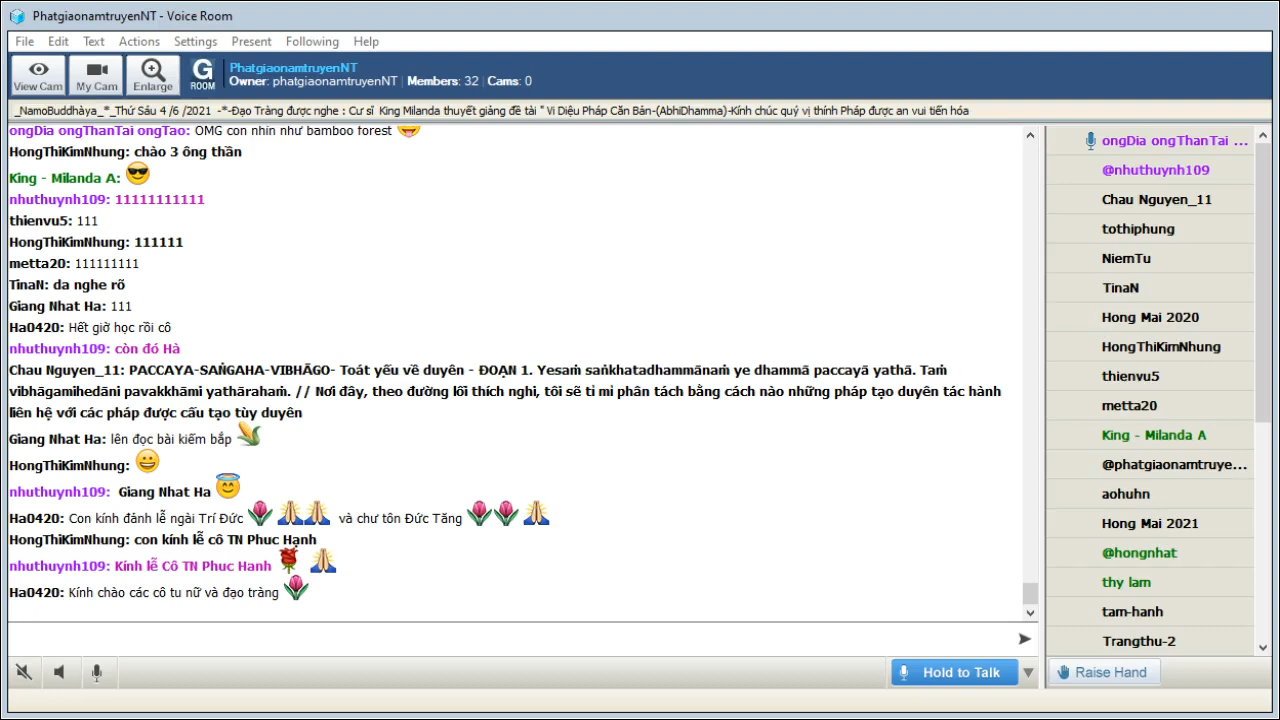 PhatgiaonamtruyenNT - Voice Room
File Edit Text Actions Settings Present Following Help
View Cam My Cam Enlarge G ROOM
PhatgiaonamtruyenNT
Owner: phatgiaonamtruyenNT | Members: 32 | Cams: 0
_NamoBuddhàya_*_Thứ Sáu 4 /6 /2021 -*-Đạo Tràng được nghe : Cư sĩ King Milanda thuyết giảng đề tài " Vi Diệu Pháp Căn Bản-(AbhiDhamma)-Kính chúc quý vị thính Pháp được an vui tiến hóa
ongDia ongThanTai ongTao: OMG con nhín như bamboo forest
HongThiKimNhung: chào 3 ông thần
King - Milanda A:
nhuthuynh109: 11111111111
thienvu5: 111
HongThiKimNhung: 111111
metta20: 111111111
TinaN: da nghe rõ
Giang Nhat Ha: 111
Ha0420: Hết giờ học rồi cô
nhuthuynh109: còn đó Hà
Chau Nguyen_11: PACCAYA-SAṄGAHA-VIBHĀGO- Toát yếu về duyên - ĐOẠN 1. Yesaṁ saṅkhatadhammānaṁ ye dhammā paccayā yathā. Taṁ
vibhāgamihedāni pavakkhāmi yathārahaṁ. // Nơi đây, theo đường lối thích nghi, tôi sẽ tỉ mỉ phân tách bằng cách nào những pháp tạo duyên tác hành
liên hệ với các pháp được cấu tạo tùy duyên
Giang Nhat Ha: lên đọc bài kiếm bắp
HongThiKimNhung:
nhuthuynh109: Giang Nhat Ha
Ha0420: Con kính đảnh lễ ngài Trí Đức và chư tôn Đức Tăng
HongThiKimNhung: con kính lễ cô TN Phuc Hạnh
nhuthuynh109: Kính lễ Cô TN Phuc Hanh
Ha0420: Kính chào các cô tu nữ và đạo tràng
ongDia ongThanTai ...
@nhuthuynh109
Chau Nguyen_11
tothiphung
NiemTu
TinaN
Hong Mai 2020
HongThiKimNhung
thienvu5
metta20
King - Milanda A
@phatgiaonamtruye...
aohuhn
Hong Mai 2021
@hongnhat
thy lam
tam-hanh
Trangthu-2
Hold to Talk
Raise Hand